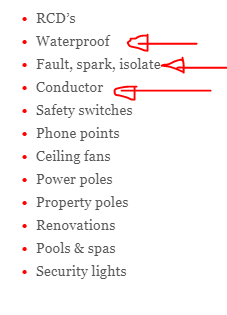 • RCD's
• Waterproof
• Fault, spark, isolate
• Conductor
• Safety switches
• Phone points
• Ceiling fans
• Power poles
• Property poles
• Renovations
• Pools & spas
• Security lights